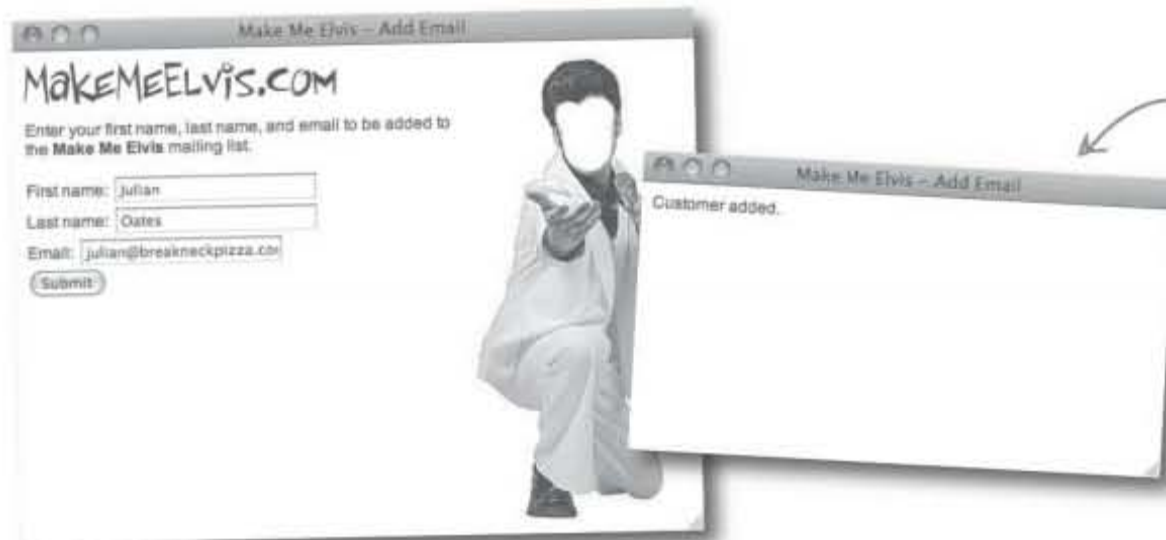 Make Me Elvis - Add Email
MakeMeElvis.com
Enter your first name, last name, and email to be added to
the Make Me Elvis mailing list.
First name: Julian
Last name: Oates
Email: julian@breakneckpizza.com
Submit
Make Me Elvis - Add Email
Customer added.